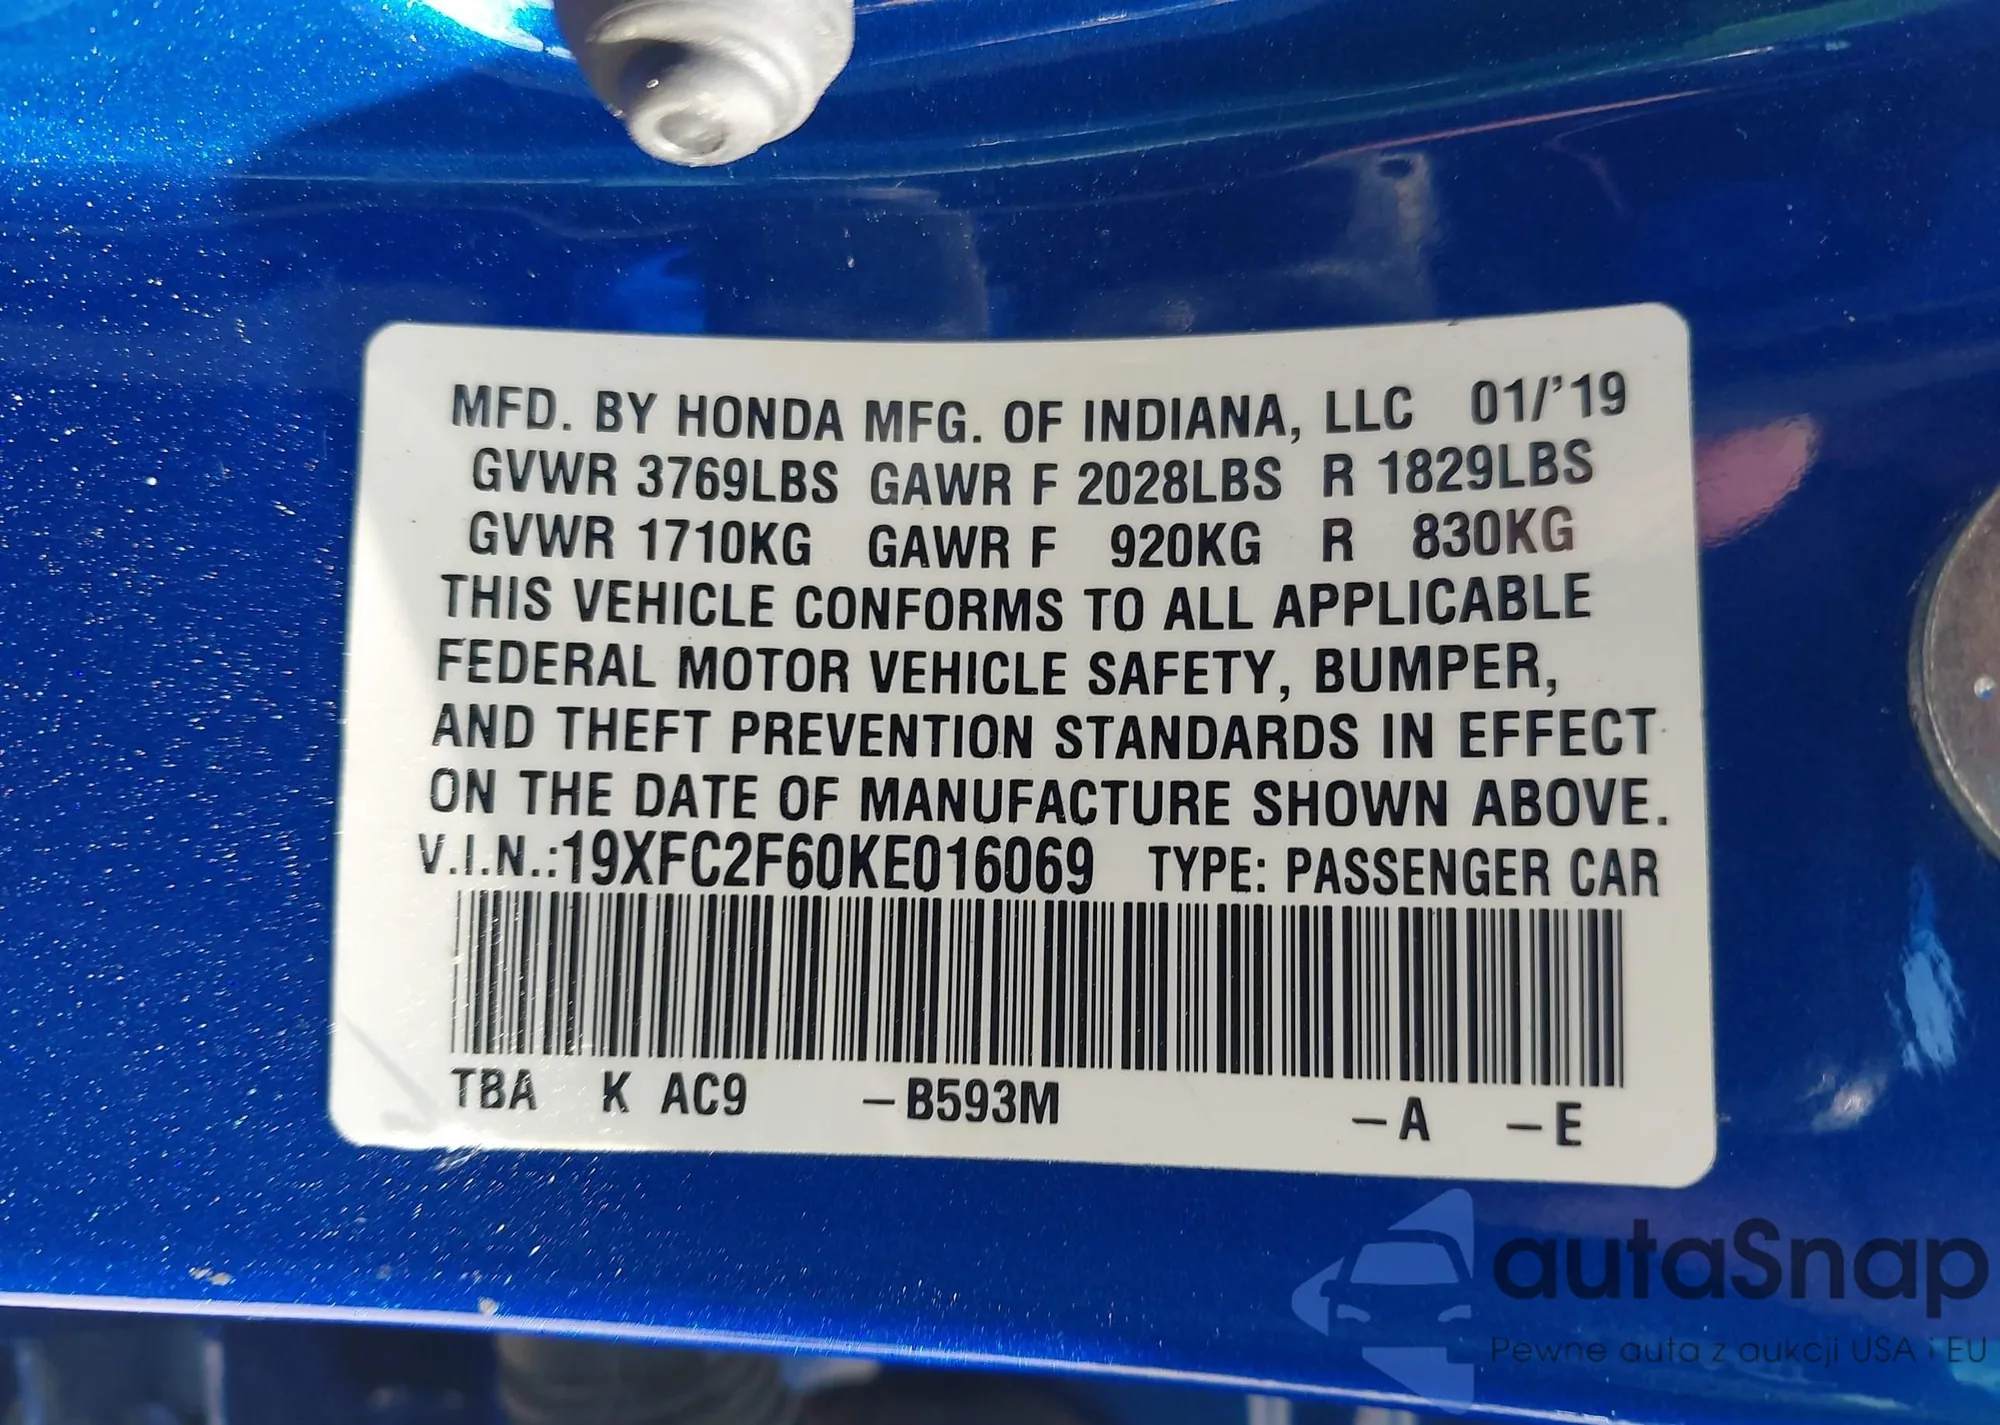 MFD. BY HONDA MFG. OF INDIANA, LLC 01/'19
GVWR 3769LBS GAWR F 2028LBS R 1829LBS
GVWR 1710KG GAWR F 920KG R 830KG
THIS VEHICLE CONFORMS TO ALL APPLICABLE
FEDERAL MOTOR VEHICLE SAFETY, BUMPER,
AND THEFT PREVENTION STANDARDS IN EFFECT
ON THE DATE OF MANUFACTURE SHOWN ABOVE.
V.I.N.:19XFC2F60KE016069 TYPE: PASSENGER CAR
TBA K AC9 –B593M –A –E
autaSnap
Pewne auta z aukcji USA i EU